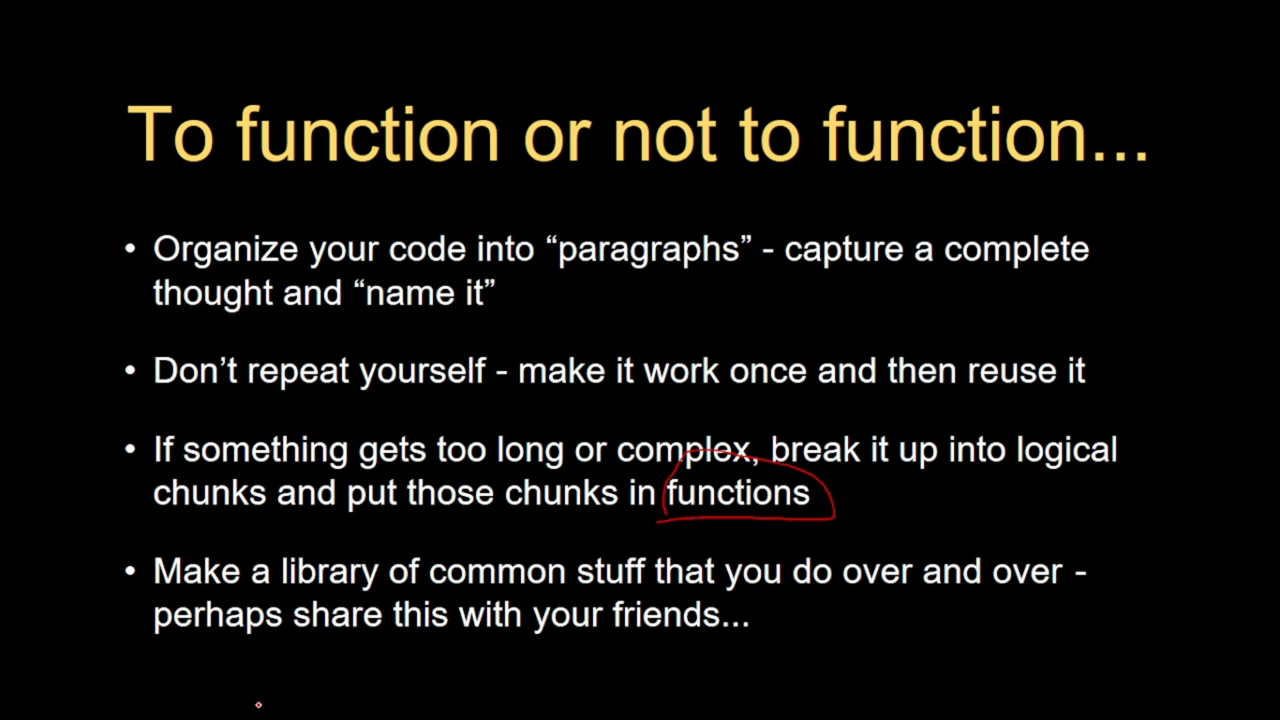 To function or not to function...
• Organize your code into “paragraphs” - capture a complete
thought and “name it”
• Don’t repeat yourself - make it work once and then reuse it
• If something gets too long or complex, break it up into logical
chunks and put those chunks in functions
• Make a library of common stuff that you do over and over -
perhaps share this with your friends...